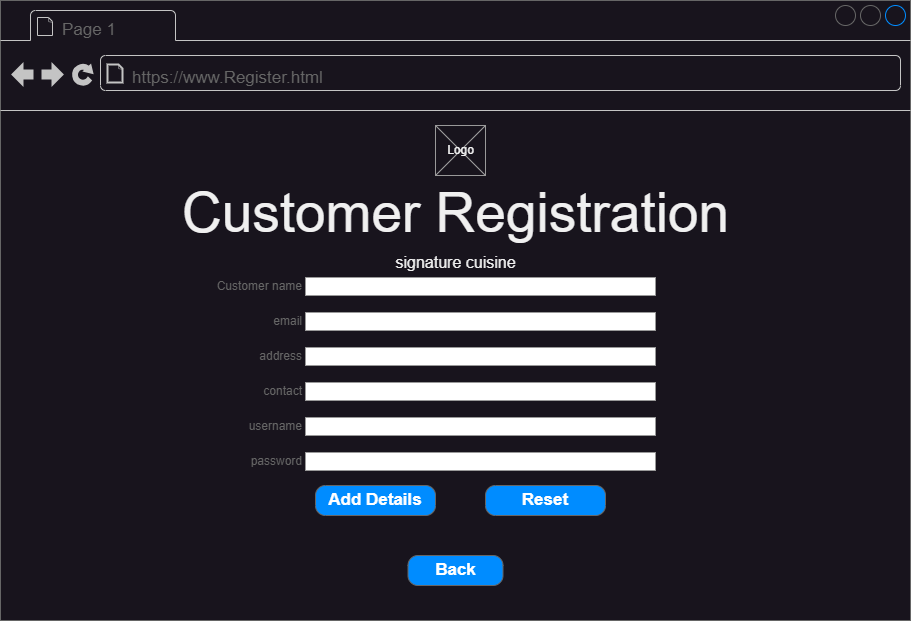 Page 1
https://www.Register.html
Logo
Customer Registration
signature cuisine
Customer name
email
address
contact
username
password
Add Details Reset
Back